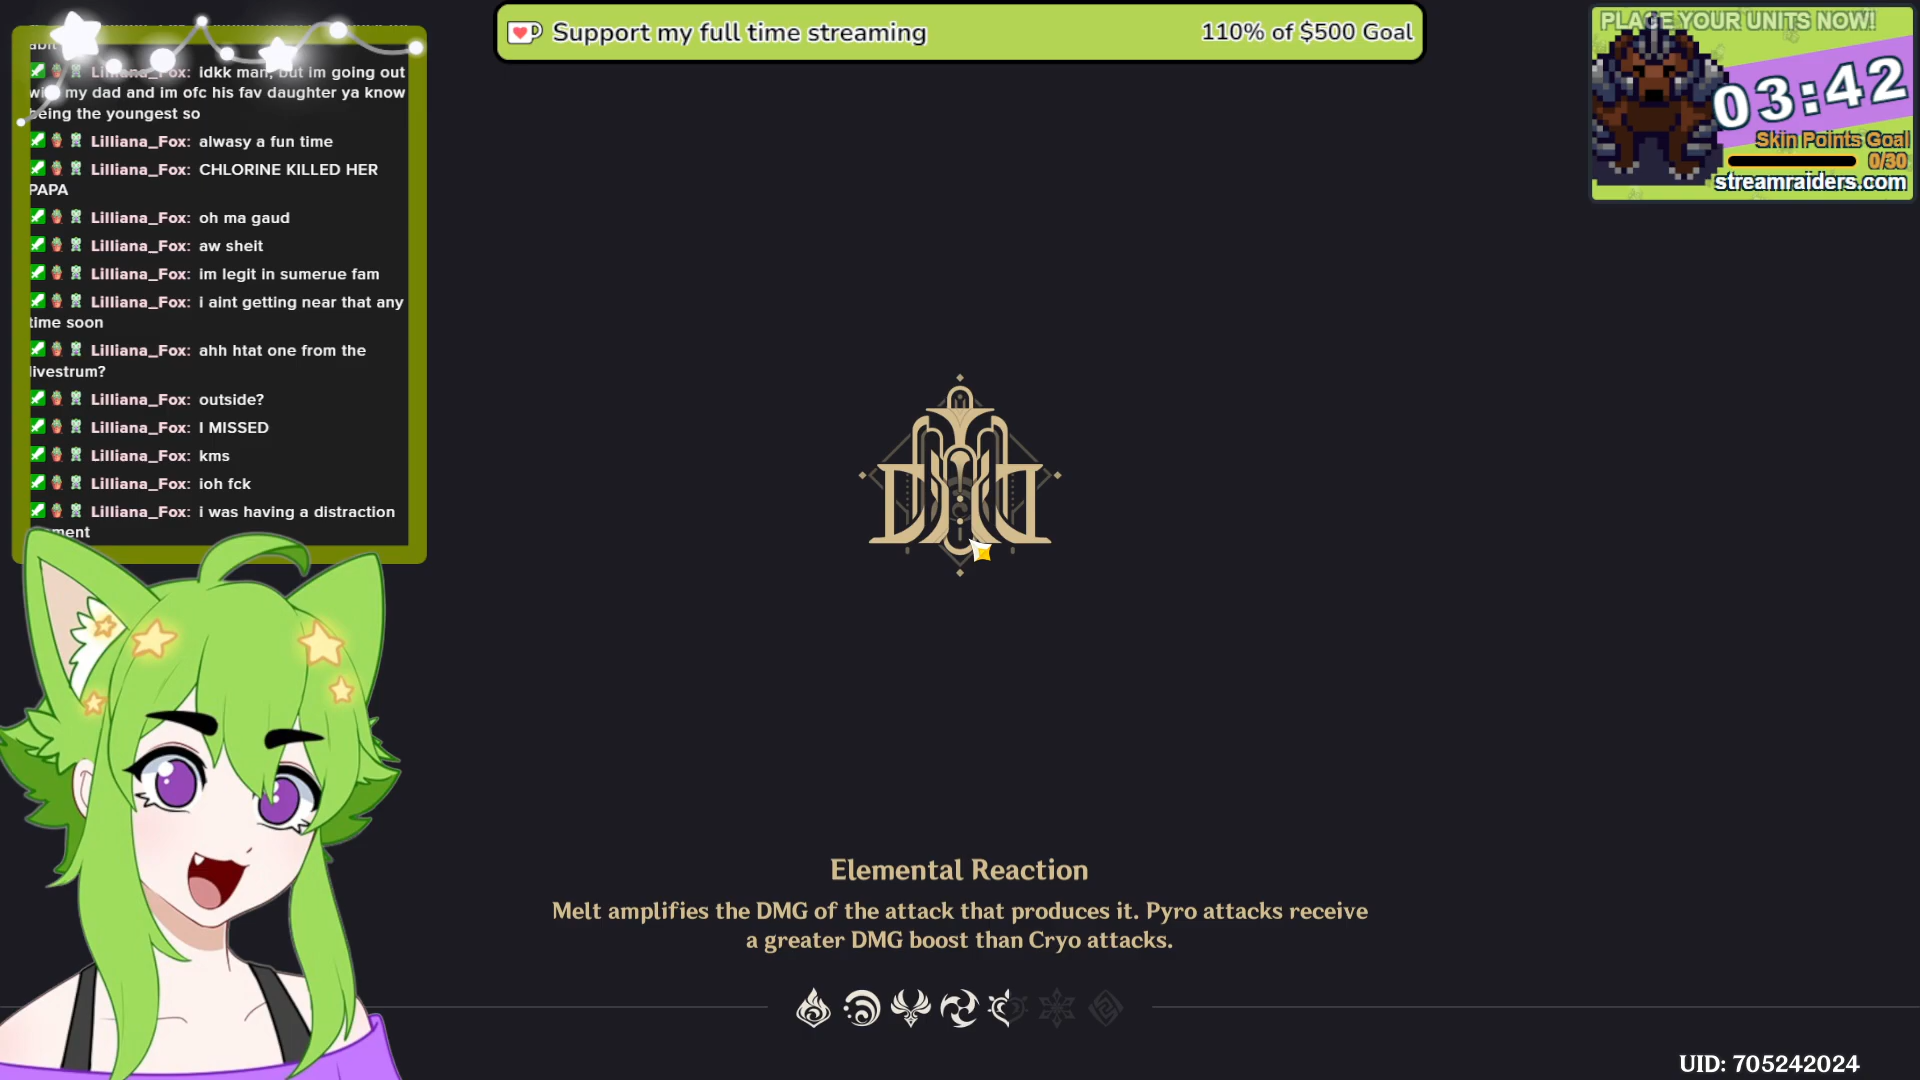 Lilliana_Fox: idkk man, but im going out
my dad and im ofc his fav daughter ya know
being the youngest so
Lilliana_Fox: alwasy a fun time
Lilliana_Fox: CHLORINE KILLED HER
PAPA
Lilliana_Fox: oh ma gaud
Lilliana_Fox: aw sheit
Lilliana_Fox: im legit in sumerue fam
Lilliana_Fox: i aint getting near that any
time soon
Lilliana_Fox: ahh htat one from the
livestrum?
Lilliana_Fox: outside?
Lilliana_Fox: I MISSED
Lilliana_Fox: kms
Lilliana_Fox: ioh fck
Lilliana_Fox: i was having a distraction
Support my full time streaming
110% of $500 Goal
PLACE YOUR UNITS NOW!
03:42
Skin Points Goal
0/30
streamraiders.com
Elemental Reaction
Melt amplifies the DMG of the attack that produces it. Pyro attacks receive
a greater DMG boost than Cryo attacks.
UID: 705242024